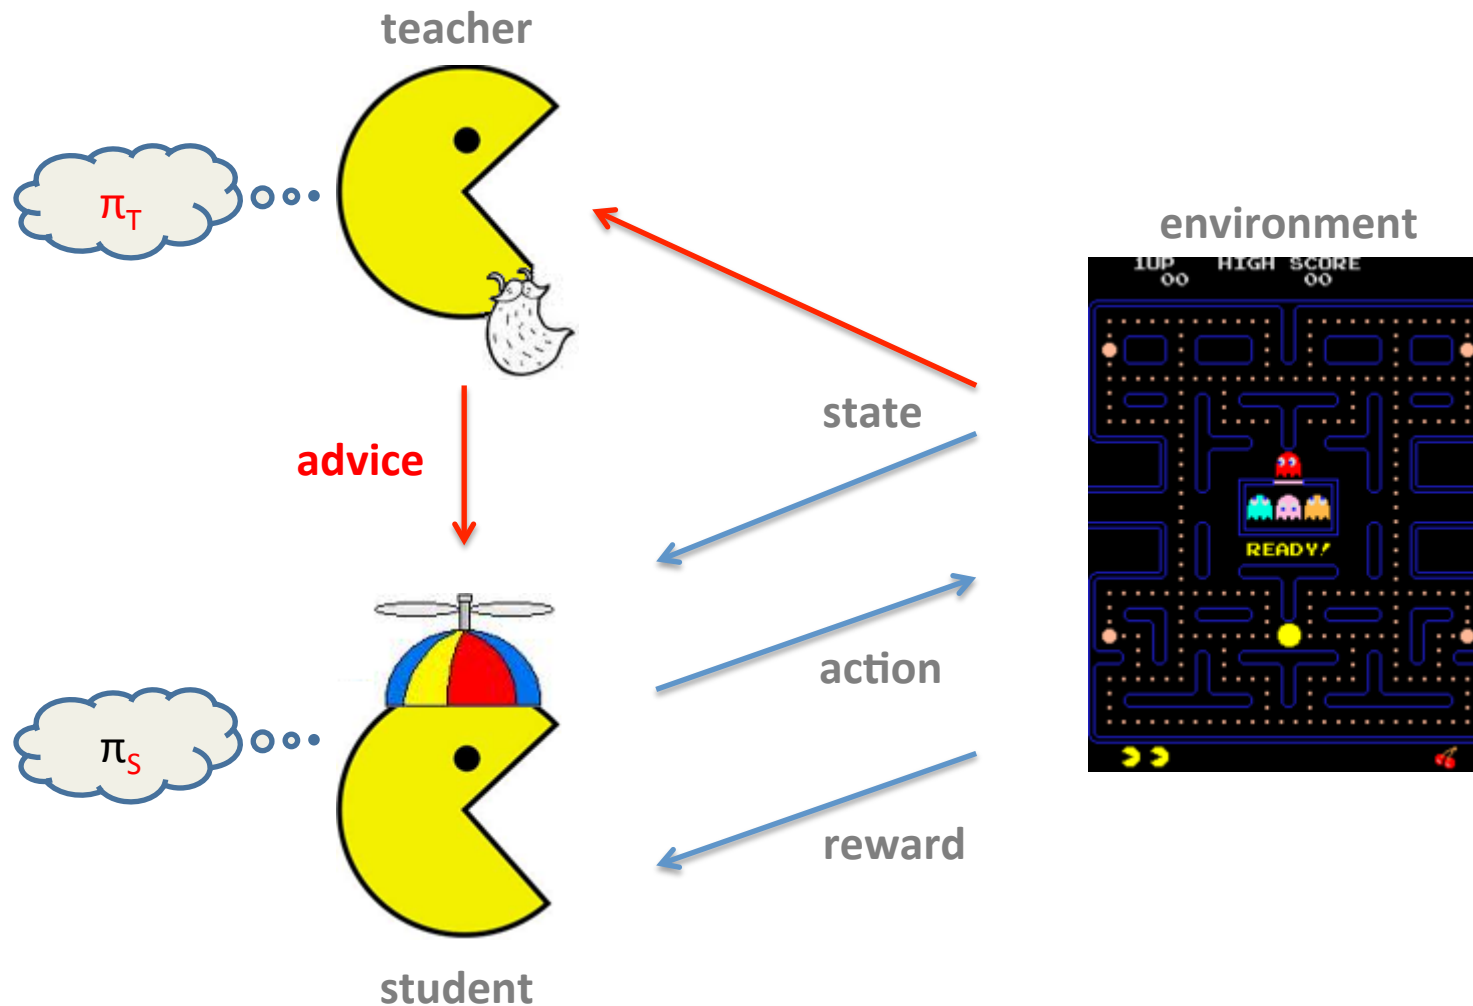 teacher
π_T
environment
1UP HIGH SCORE
00 00
state
advice
READY!
action
π_S
reward
student